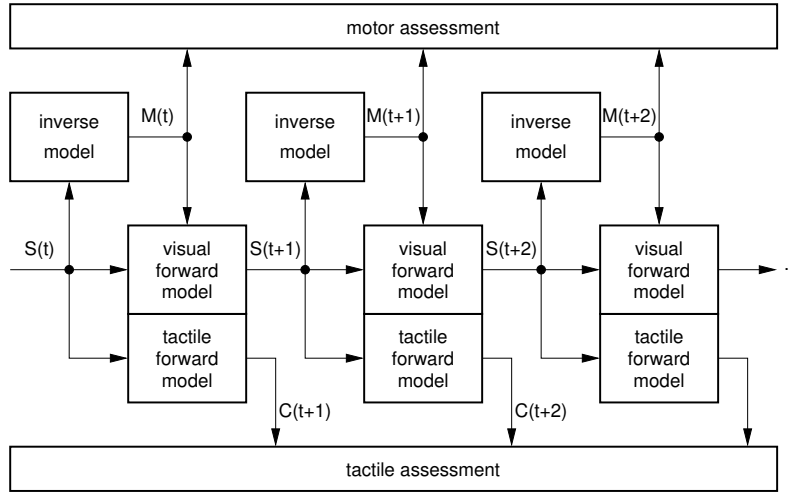 motor assessment
M(t)
M(t+1)
M(t+2)
inverse
model
inverse
model
inverse
model
S(t)
S(t+1)
S(t+2)
visual
forward
model
visual
forward
model
visual
forward
model
tactile
forward
model
tactile
forward
model
tactile
forward
model
C(t+1)
C(t+2)
tactile assessment